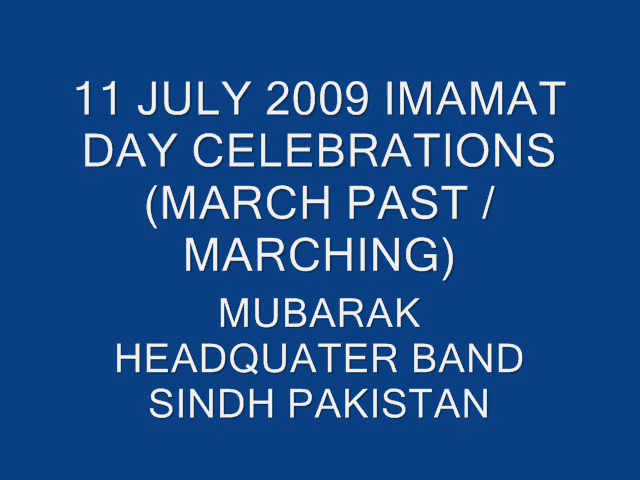 11 JULY 2009 IMAMAT
DAY CELEBRATIONS
(MARCH PAST /
MARCHING)
MUBARAK
HEADQUATER BAND
SINDH PAKISTAN